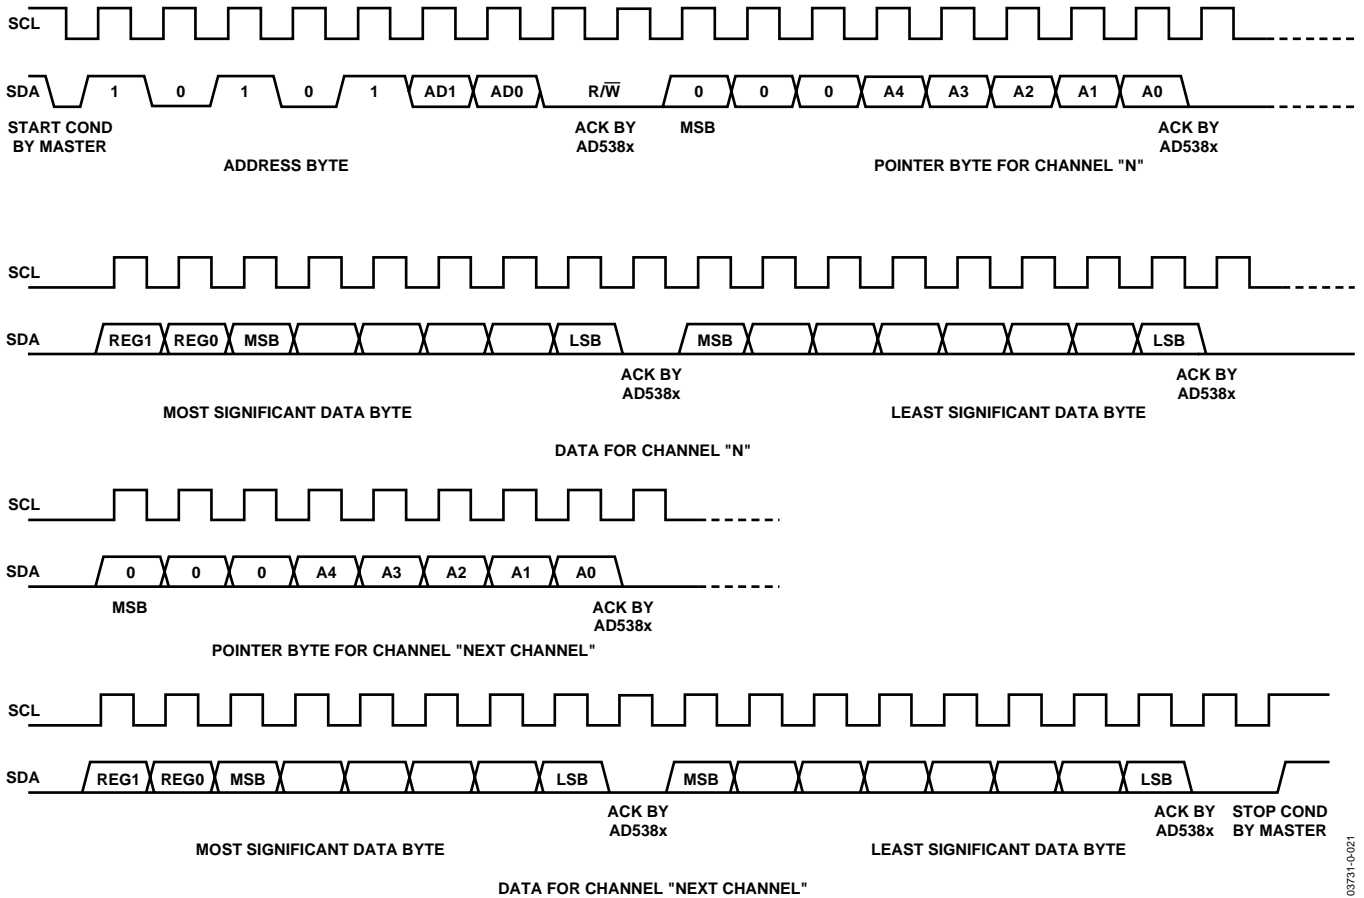 SCL
SDA 1 0 1 0 1 AD1 AD0 R/W̅ 0 0 0 A4 A3 A2 A1 A0
START COND BY MASTER
ACK BY AD538x
MSB
ACK BY AD538x
ADDRESS BYTE
POINTER BYTE FOR CHANNEL "N"
SCL
SDA REG1 REG0 MSB LSB MSB LSB
ACK BY AD538x
ACK BY AD538x
MOST SIGNIFICANT DATA BYTE
LEAST SIGNIFICANT DATA BYTE
DATA FOR CHANNEL "N"
SCL
SDA 0 0 0 A4 A3 A2 A1 A0
MSB
ACK BY AD538x
POINTER BYTE FOR CHANNEL "NEXT CHANNEL"
SCL
SDA REG1 REG0 MSB LSB MSB LSB
ACK BY AD538x
ACK BY AD538x
STOP COND BY MASTER
MOST SIGNIFICANT DATA BYTE
LEAST SIGNIFICANT DATA BYTE
DATA FOR CHANNEL "NEXT CHANNEL"
03731-0-021